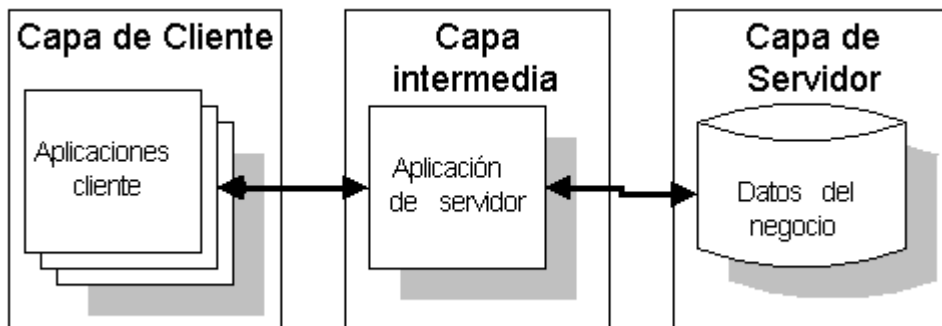 Capa de Cliente
Aplicaciones
cliente
Capa
intermedia
Aplicación
de servidor
Capa de
Servidor
Datos del
negocio